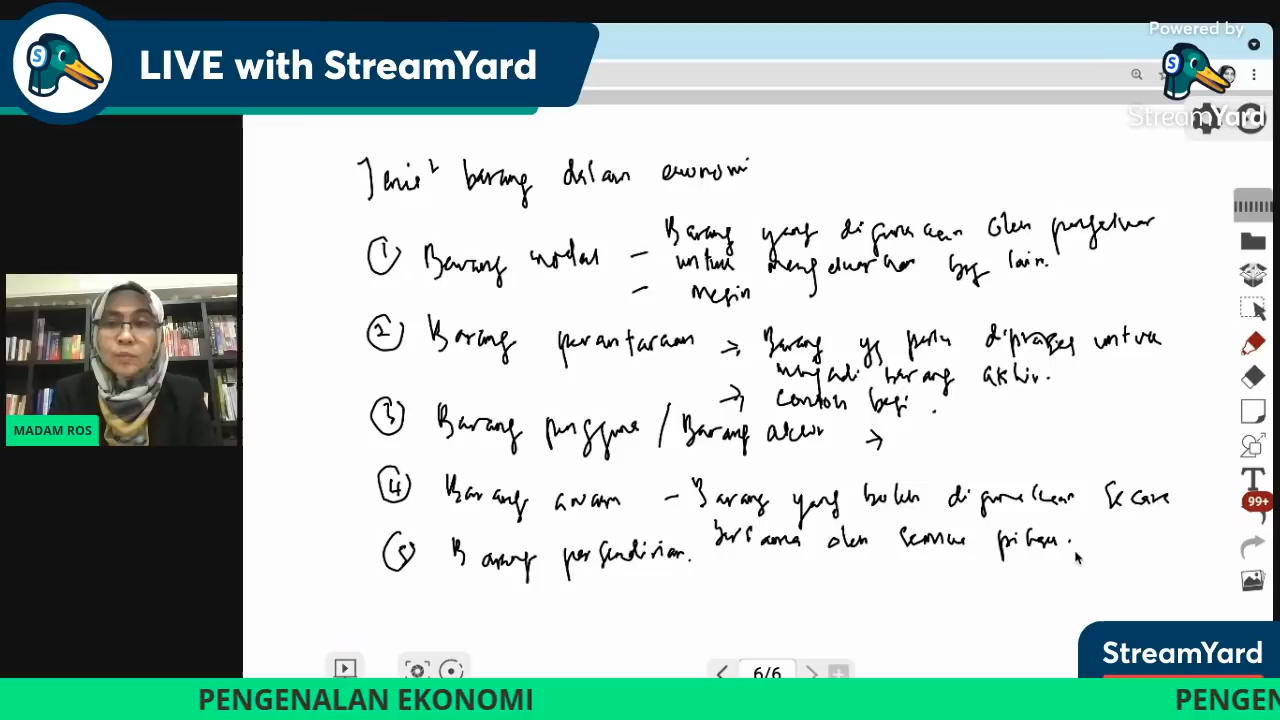 LIVE with StreamYard
Powered by
StreamYard
Jenis² barang dalam ekonomi
① Barang modal – Barang yang digunakan oleh pengeluar
untuk mengeluarkan brg lain.
– Mesin
② Barang perantaraan → Barang yg perlu diproses untuk
menjadi barang akhir.
→ contoh besi.
③ Barang pengguna / Barang akhir →
④ Barang awam – Barang yang boleh digunakan secara
bersama oleh semua pihak.
⑤ Barang persendirian.
MADAM ROS
T
99+
6/6
StreamYard
PENGENALAN EKONOMI
PENGEN